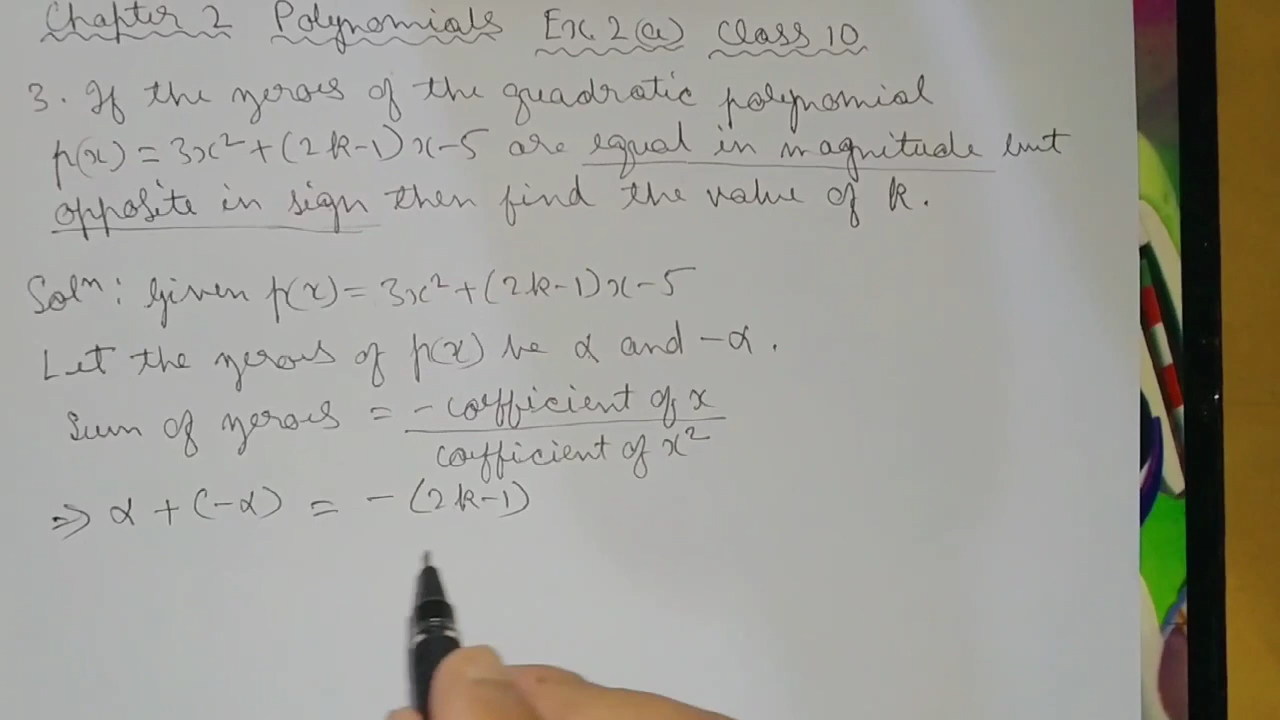 Chapter 2 Polynomials Ex 2(a) Class 10
3. If the zeroes of the quadratic polynomial
p(x) = 3x² + (2k-1)x - 5 are equal in magnitude but
opposite in sign then find the value of k.
Solⁿ: Given p(x) = 3x² + (2k-1)x - 5
Let the zeroes of p(x) be α and -α.
Sum of zeroes = - coefficient of x
coefficient of x²
⇒ α + (-α) = - (2k-1)